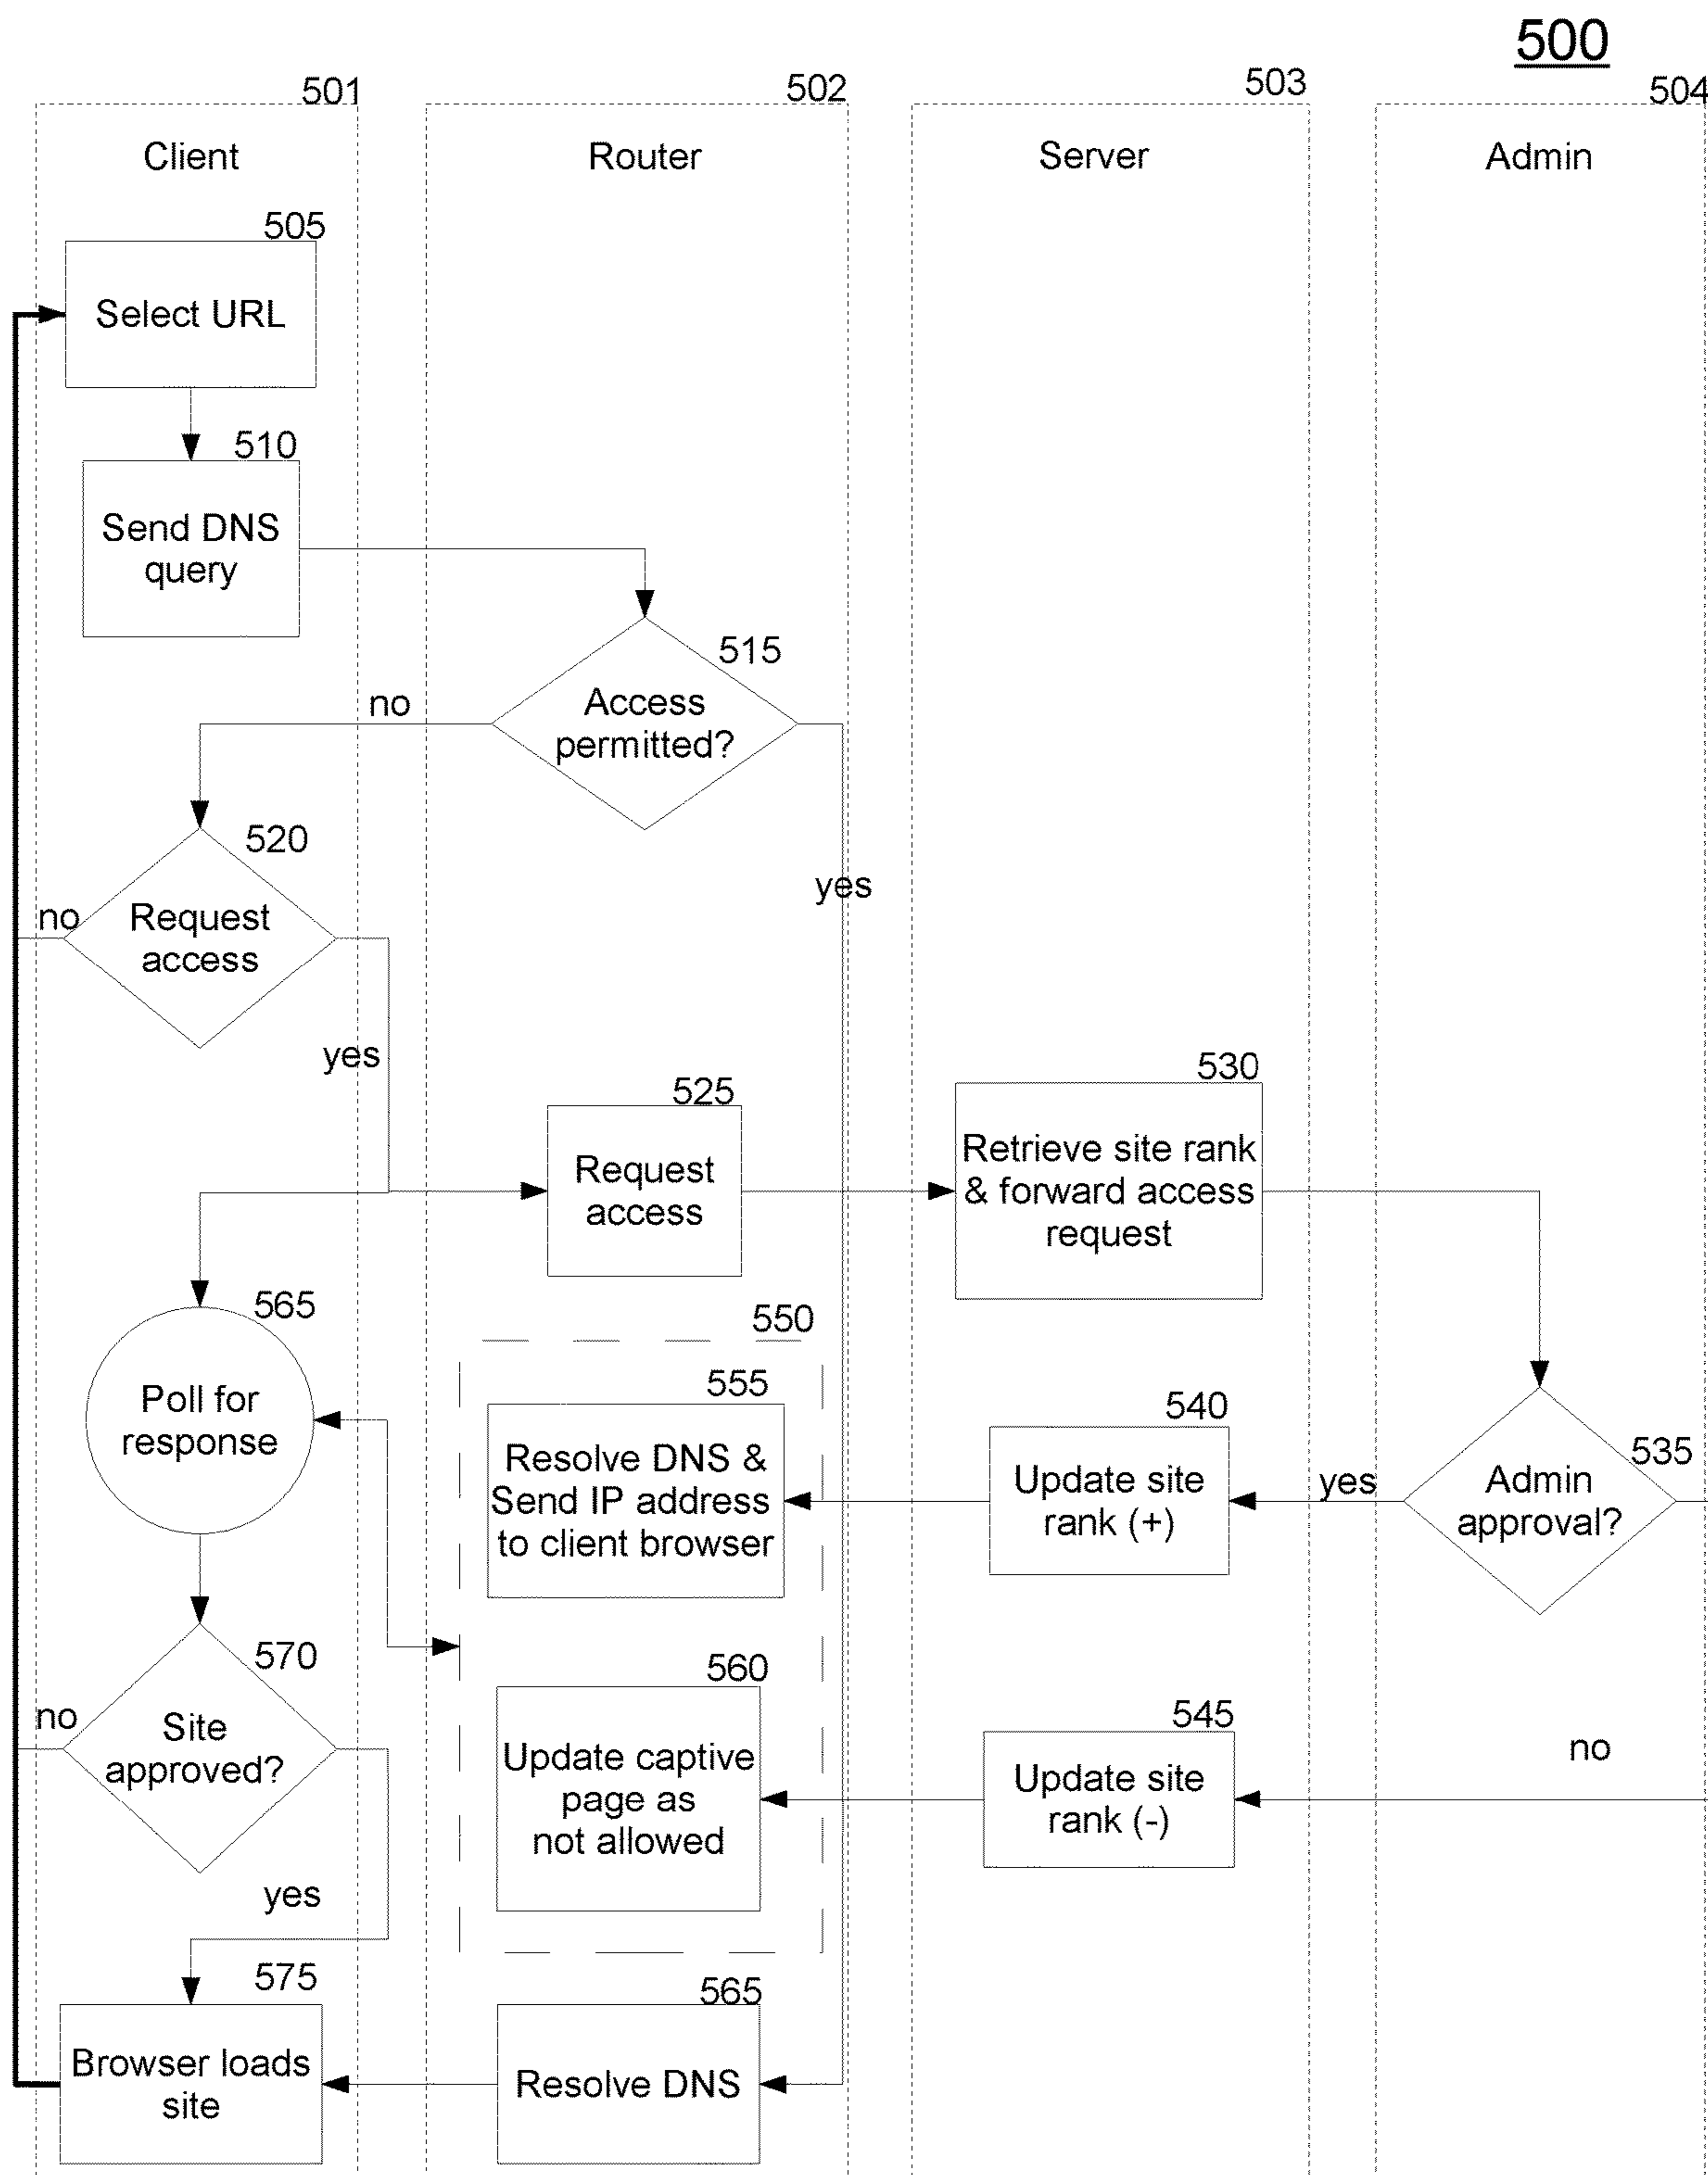 500
501
502
503
504
Client
Router
Server
Admin
505
Select URL
510
Send DNS
query
515
Access
permitted?
no
yes
520
Request
access
no
yes
525
Request
access
530
Retrieve site rank
& forward access
request
565
Poll for
response
550
555
Resolve DNS &
Send IP address
to client browser
540
Update site
rank (+)
yes
535
Admin
approval?
no
570
Site
approved?
no
yes
560
Update captive
page as
not allowed
545
Update site
rank (-)
575
Browser loads
site
565
Resolve DNS